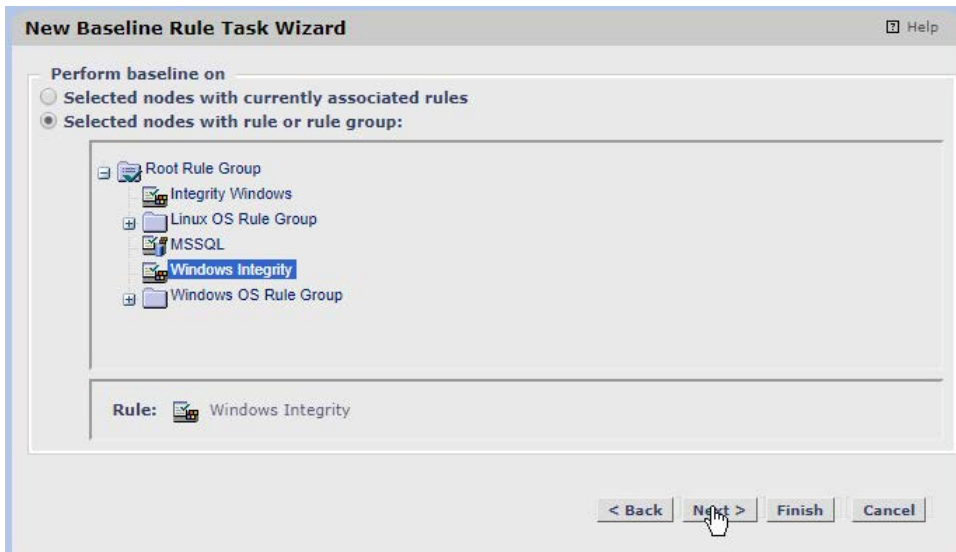 New Baseline Rule Task Wizard
? Help
Perform baseline on
Selected nodes with currently associated rules
Selected nodes with rule or rule group:
Root Rule Group
Integrity Windows
Linux OS Rule Group
MSSQL
Windows Integrity
Windows OS Rule Group
Rule: Windows Integrity
< Back Next > Finish Cancel